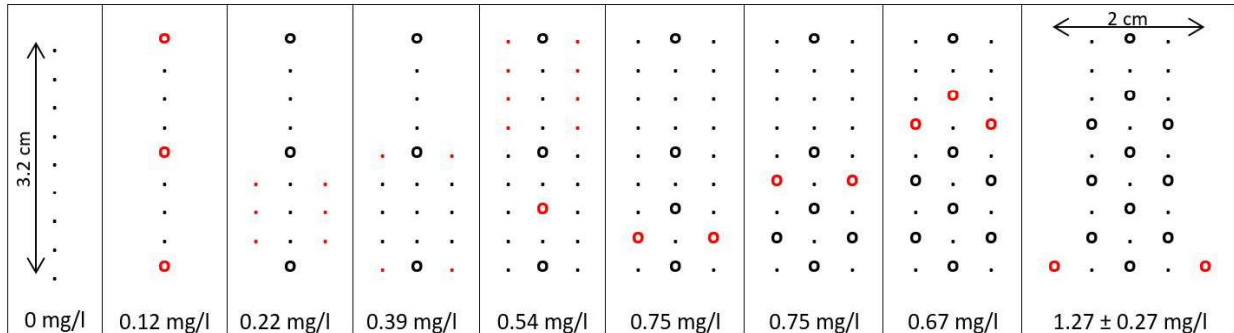 3.2 cm
2 cm
0 mg/l
0.12 mg/l
0.22 mg/l
0.39 mg/l
0.54 mg/l
0.75 mg/l
0.75 mg/l
0.67 mg/l
1.27 ± 0.27 mg/l